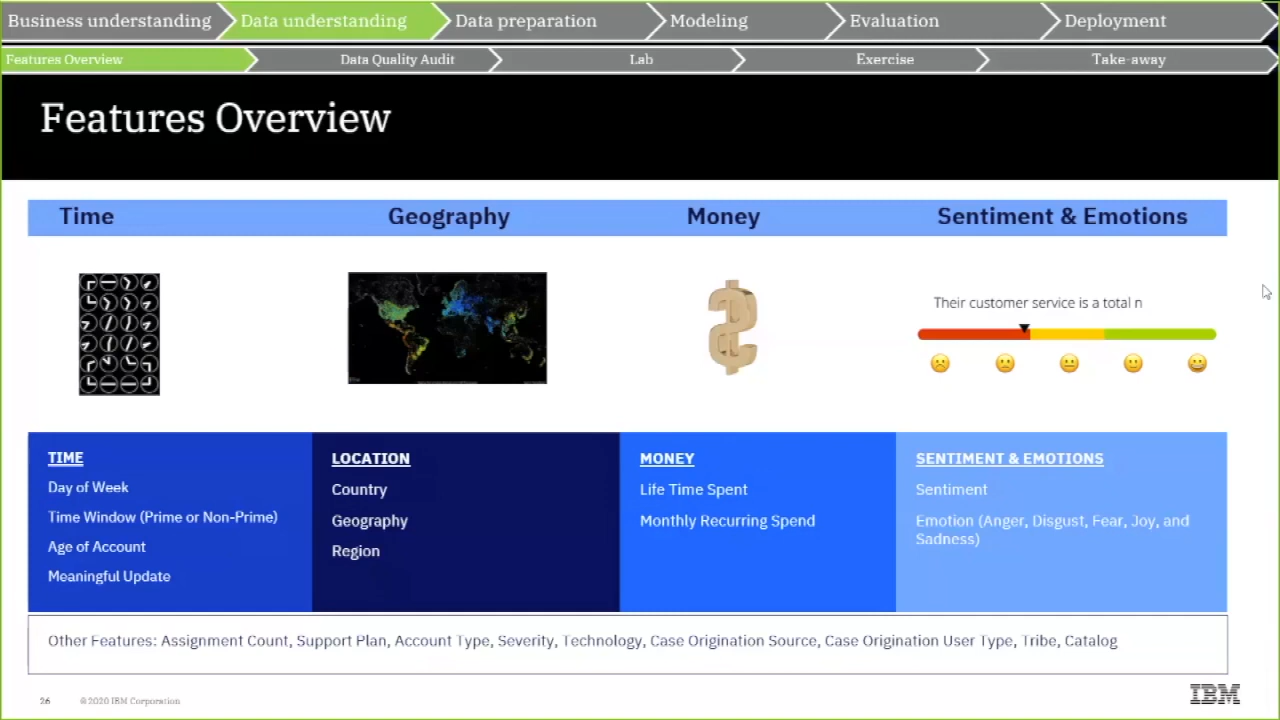 Business understanding
Data understanding
Data preparation
Modeling
Evaluation
Deployment
Features Overview
Data Quality Audit
Lab
Exercise
Take-away
Features Overview
Time
Geography
Money
Sentiment & Emotions
Their customer service is a total n
TIME
Day of Week
Time Window (Prime or Non-Prime)
Age of Account
Meaningful Update
LOCATION
Country
Geography
Region
MONEY
Life Time Spent
Monthly Recurring Spend
SENTIMENT & EMOTIONS
Sentiment
Emotion (Anger, Disgust, Fear, Joy, and
Sadness)
Other Features: Assignment Count, Support Plan, Account Type, Severity, Technology, Case Origination Source, Case Origination User Type, Tribe, Catalog
26
©2020 IBM Corporation
IBM